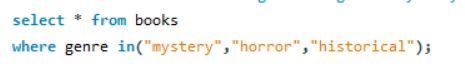 select * from books
where genre in("mystery","horror","historical");